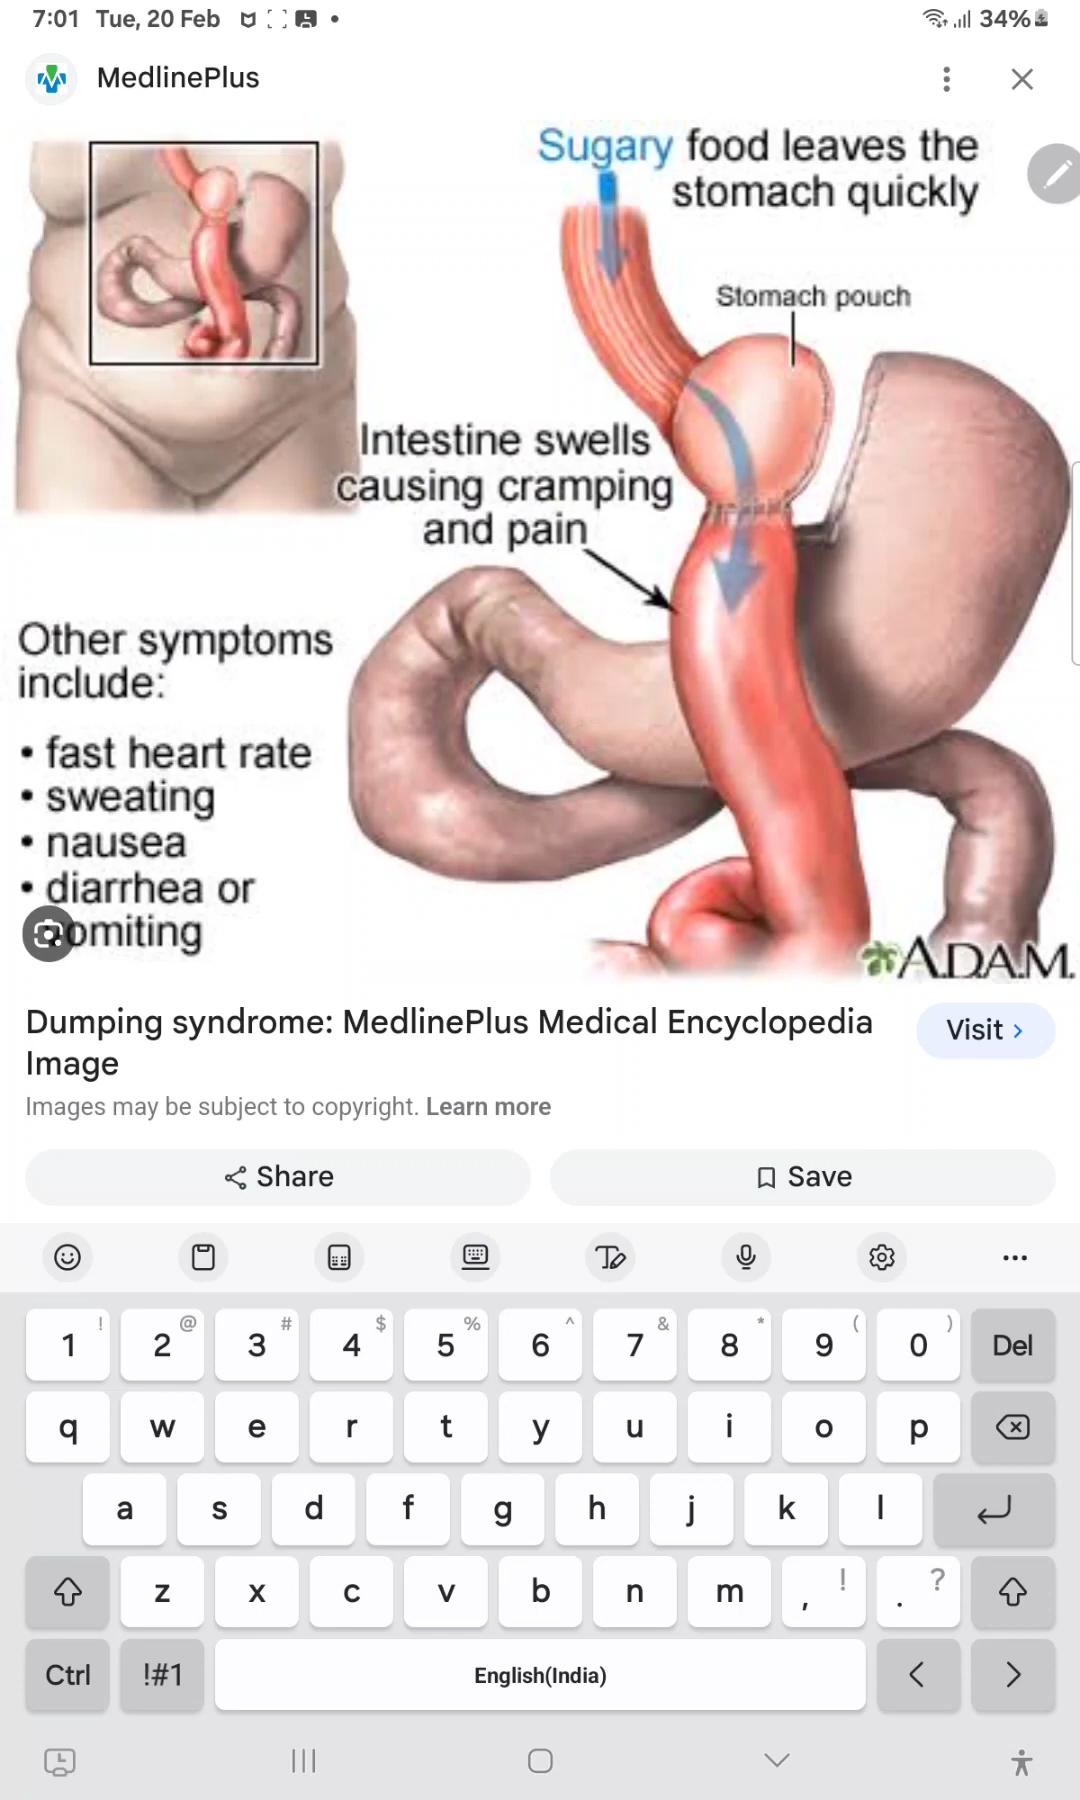 7:01 Tue, 20 Feb
34%
MedlinePlus
Sugary food leaves the
stomach quickly
Stomach pouch
Intestine swells
causing cramping
and pain
Other symptoms
include:
• fast heart rate
• sweating
• nausea
• diarrhea or
vomiting
A.D.A.M.
Dumping syndrome: MedlinePlus Medical Encyclopedia
Image
Visit >
Images may be subject to copyright. Learn more
Share
Save
! @ # $ % ^ & * ( )
1 2 3 4 5 6 7 8 9 0 Del
q w e r t y u i o p
a s d f g h j k l
z x c v b n m , ! . ?
Ctrl !#1 English(India) < >